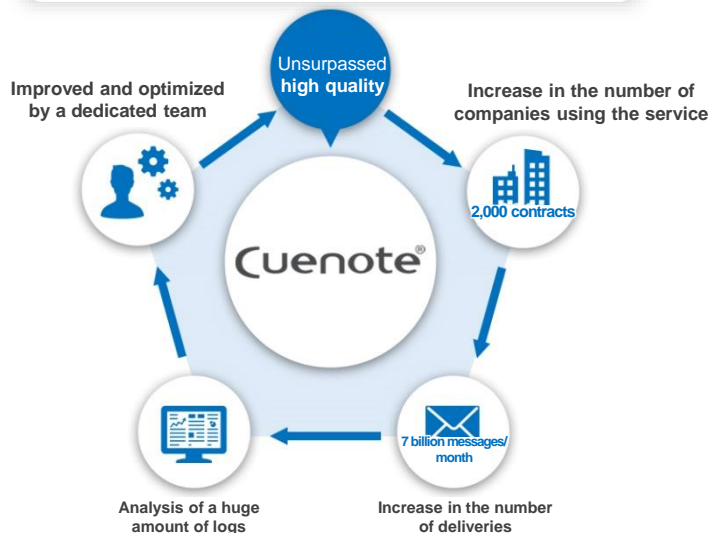 Unsurpassed
high quality
Improved and optimized
by a dedicated team
Increase in the number of
companies using the service
2,000 contracts
Cuenote®
7 billion messages/
month
Analysis of a huge
amount of logs
Increase in the number
of deliveries